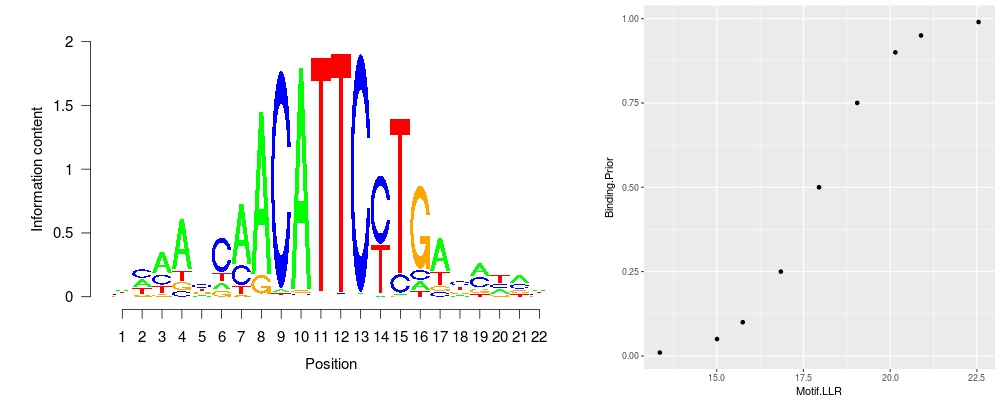 Information content
2
1.5
1
0.5
0
1 2 3 4 5 6 7 8 9 10 11 12 13 14 15 16 17 18 19 20 21 22
Position
A A C A A C A T T C C T T G A
Binding.Prior
1.00
0.75
0.50
0.25
0.00
15.0 17.5 20.0 22.5
Motif.LLR